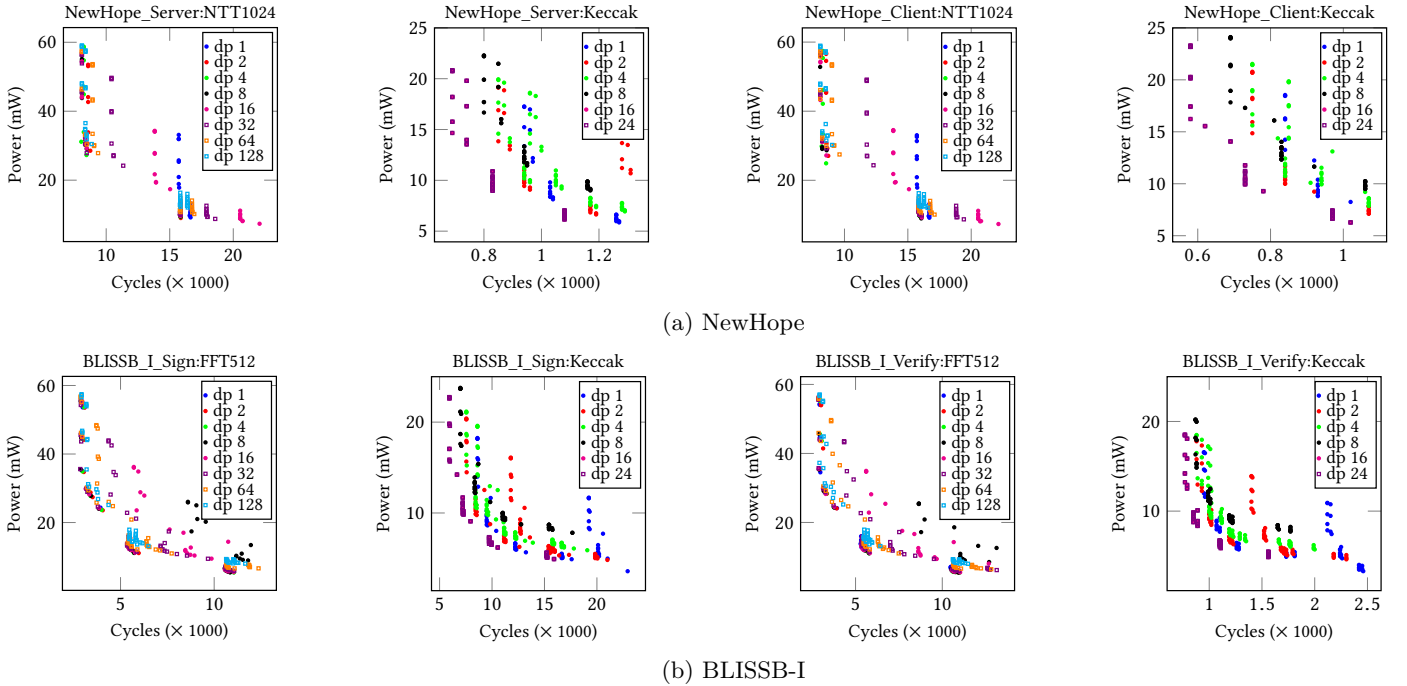 NewHope_Server:NTT1024
60
40
20
Power (mW)
10
15
20
Cycles (× 1000)
dp 1
dp 2
dp 4
dp 8
dp 16
dp 32
dp 64
dp 128
NewHope_Server:Keccak
25
20
15
10
5
Power (mW)
0.8
1
1.2
Cycles (× 1000)
dp 1
dp 2
dp 4
dp 8
dp 16
dp 24
NewHope_Client:NTT1024
60
40
20
Power (mW)
10
15
20
Cycles (× 1000)
dp 1
dp 2
dp 4
dp 8
dp 16
dp 32
dp 64
dp 128
NewHope_Client:Keccak
25
20
15
10
5
Power (mW)
0.6
0.8
1
Cycles (× 1000)
dp 1
dp 2
dp 4
dp 8
dp 16
dp 24
(a) NewHope
BLISSB_I_Sign:FFT512
60
40
20
Power (mW)
5
10
Cycles (× 1000)
dp 1
dp 2
dp 4
dp 8
dp 16
dp 32
dp 64
dp 128
BLISSB_I_Sign:Keccak
20
10
Power (mW)
5
10
15
20
Cycles (× 1000)
dp 1
dp 2
dp 4
dp 8
dp 16
dp 24
BLISSB_I_Verify:FFT512
60
40
20
Power (mW)
5
10
Cycles (× 1000)
dp 1
dp 2
dp 4
dp 8
dp 16
dp 32
dp 64
dp 128
BLISSB_I_Verify:Keccak
20
10
Power (mW)
1
1.5
2
2.5
Cycles (× 1000)
dp 1
dp 2
dp 4
dp 8
dp 16
dp 24
(b) BLISSB-I